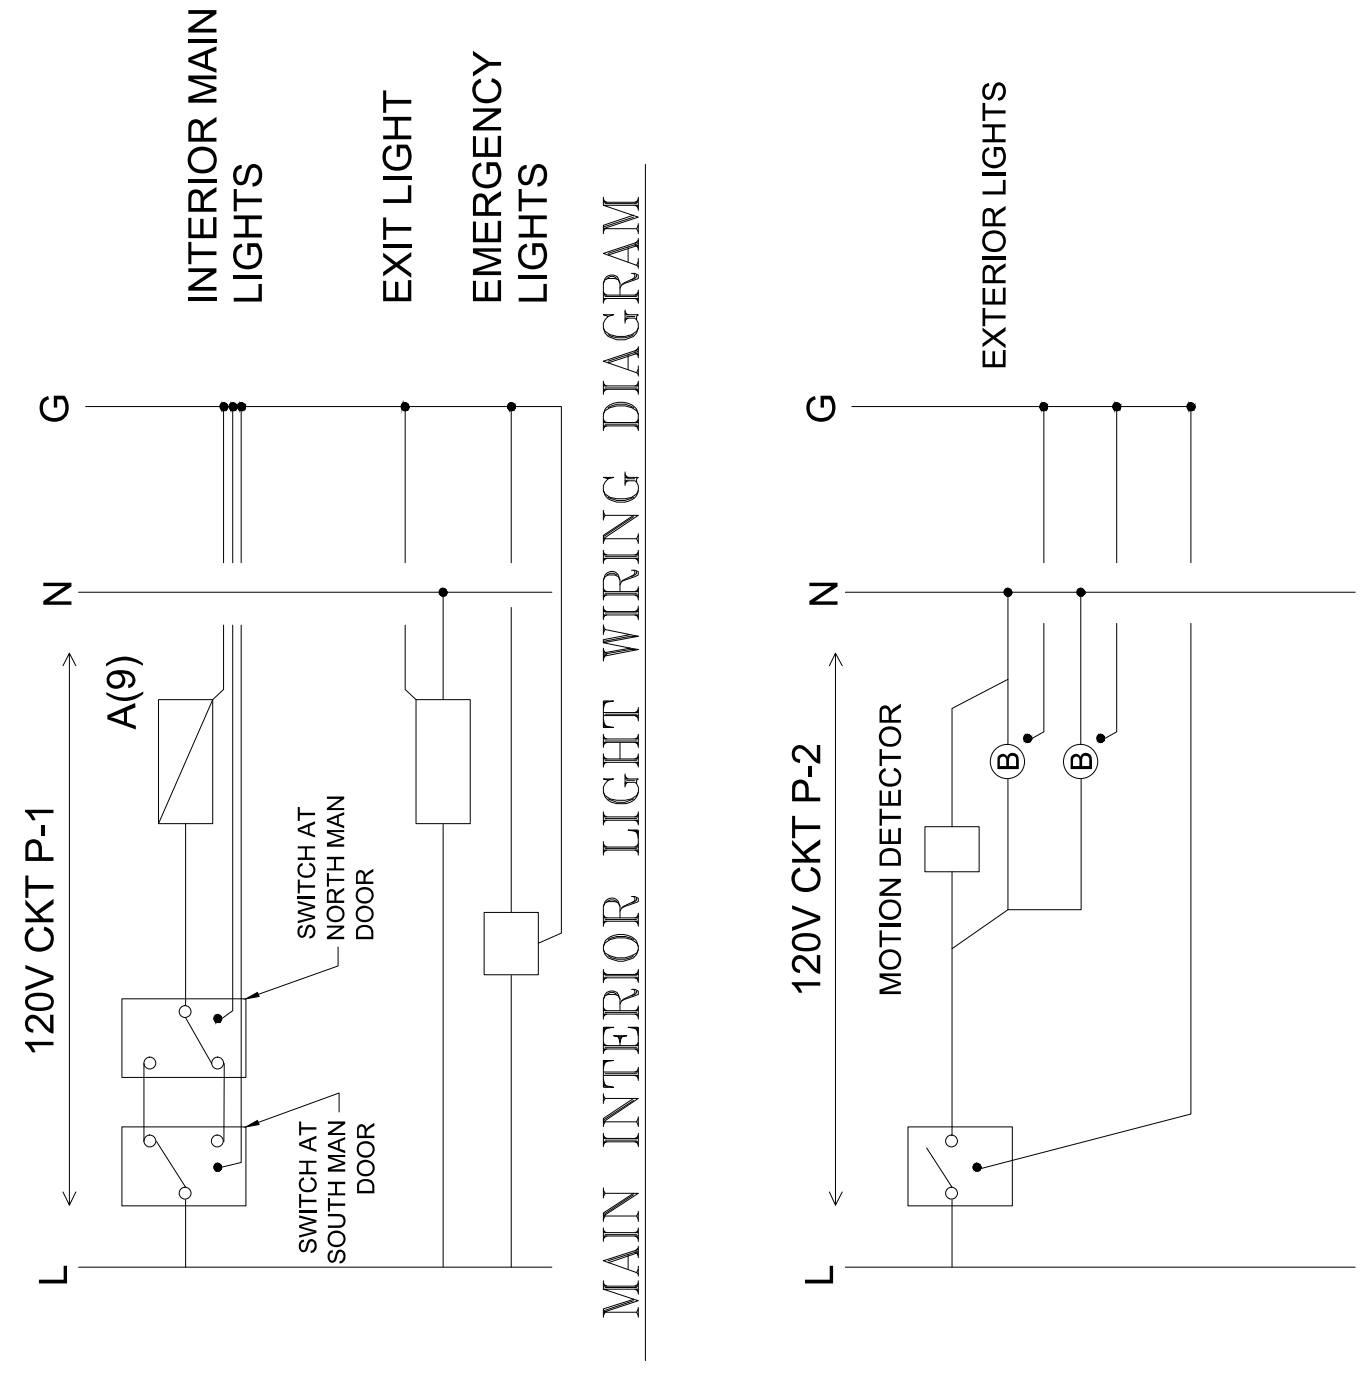 L
N
G
120V CKT P-1
A(9)
INTERIOR MAIN
LIGHTS
SWITCH AT
NORTH MAN
DOOR
SWITCH AT
SOUTH MAN
DOOR
EXIT LIGHT
EMERGENCY
LIGHTS
MAIN INTERIOR LIGHT WIRING DIAGRAM
L
N
G
120V CKT P-2
MOTION DETECTOR
EXTERIOR LIGHTS
B
B